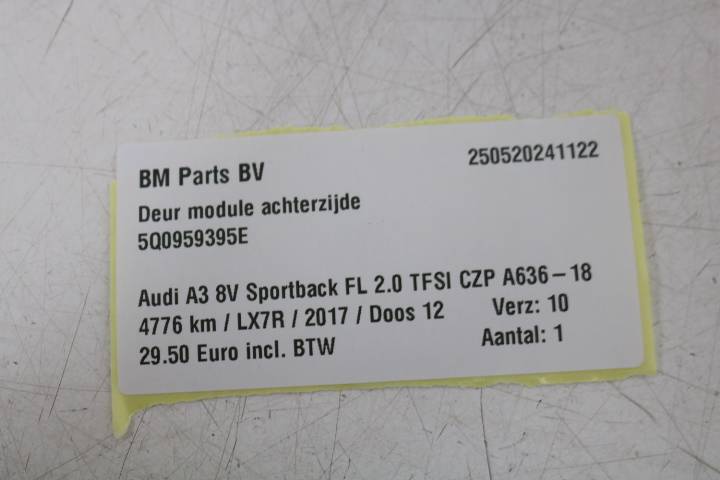 BM Parts BV 250520241122
Deur module achterzijde
5Q0959395E
Audi A3 8V Sportback FL 2.0 TFSI CZP A636-18
4776 km / LX7R / 2017 / Doos 12 Verz: 10
29.50 Euro incl. BTW Aantal: 1